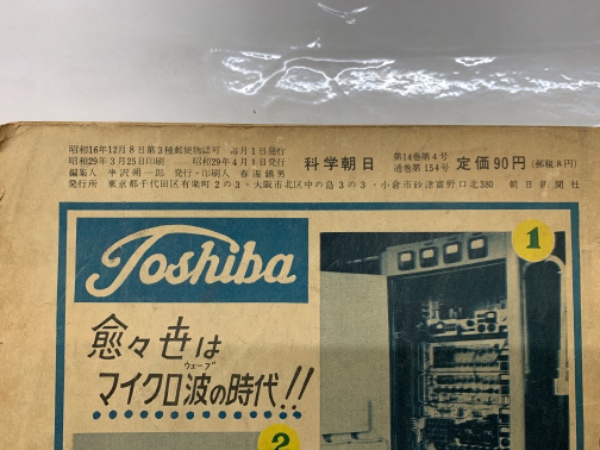 昭和16年12月8日第3種郵便物認可 毎月1日発行
昭和29年3月25日印刷 昭和29年4月1日発行 科学朝日 第14巻第4号 通巻第154号 定価90円 (郵税8円)
編集人 半沢朔一郎 発行・印刷人 春海鎮男
発行所 東京都千代田区有楽町2の3・大阪市北区中の島3の3・小倉市砂津富野口北380 朝日新聞社
Toshiba
愈々世は
マイクロ波の時代!!
ウェーブ
1
2